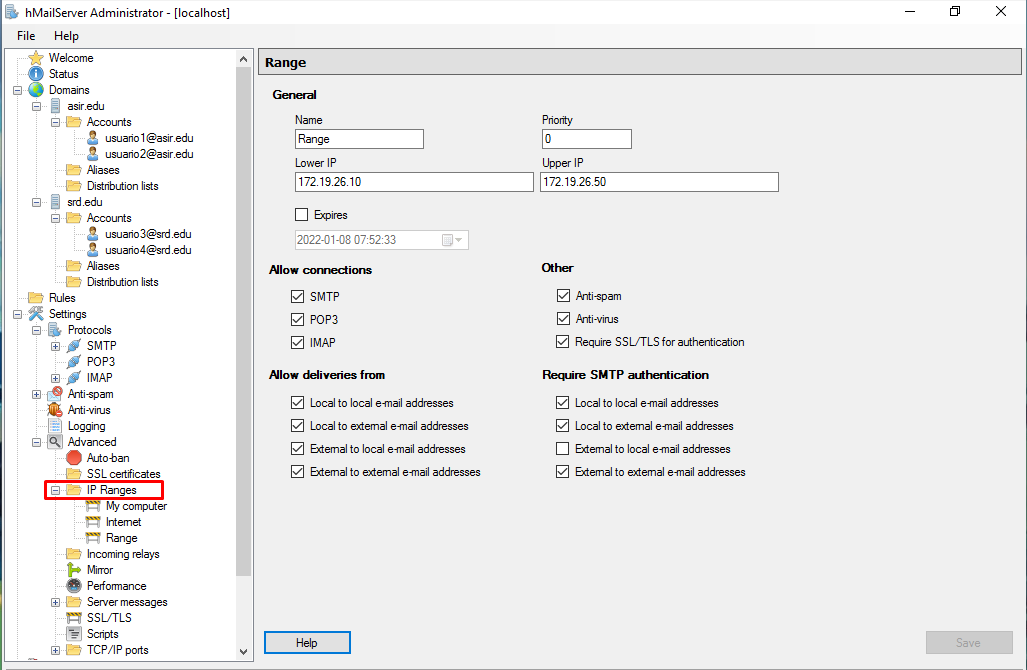 hMailServer Administrator - [localhost]
File Help
Welcome
Status
Domains
asir.edu
Accounts
usuario1@asir.edu
usuario2@asir.edu
Aliases
Distribution lists
srd.edu
Accounts
usuario3@srd.edu
usuario4@srd.edu
Aliases
Distribution lists
Rules
Settings
Protocols
SMTP
POP3
IMAP
Anti-spam
Anti-virus
Logging
Advanced
Auto-ban
SSL certificates
IP Ranges
My computer
Internet
Range
Incoming relays
Mirror
Performance
Server messages
SSL/TLS
Scripts
TCP/IP ports
Range
General
Name Priority
Range 0
Lower IP Upper IP
172.19.26.10 172.19.26.50
Expires
2022-01-08 07:52:33
Allow connections
SMTP
POP3
IMAP
Other
Anti-spam
Anti-virus
Require SSL/TLS for authentication
Allow deliveries from
Local to local e-mail addresses
Local to external e-mail addresses
External to local e-mail addresses
External to external e-mail addresses
Require SMTP authentication
Local to local e-mail addresses
Local to external e-mail addresses
External to local e-mail addresses
External to external e-mail addresses
Help Save